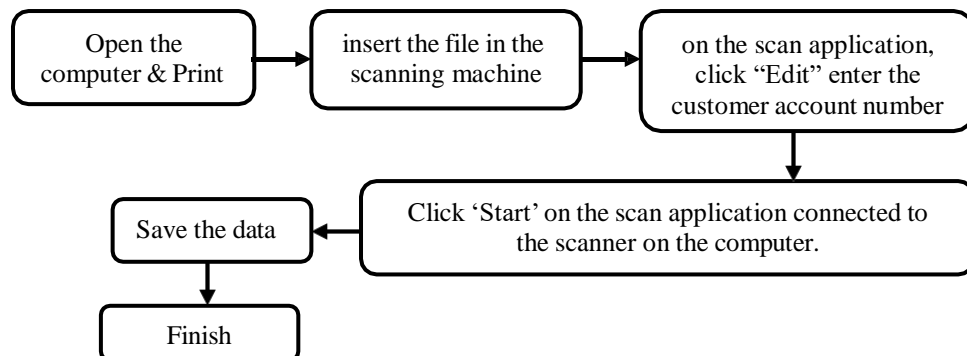 Open the
computer & Print
insert the file in the
scanning machine
on the scan application,
click “Edit” enter the
customer account number
Click ‘Start’ on the scan application connected to
the scanner on the computer.
Save the data
Finish